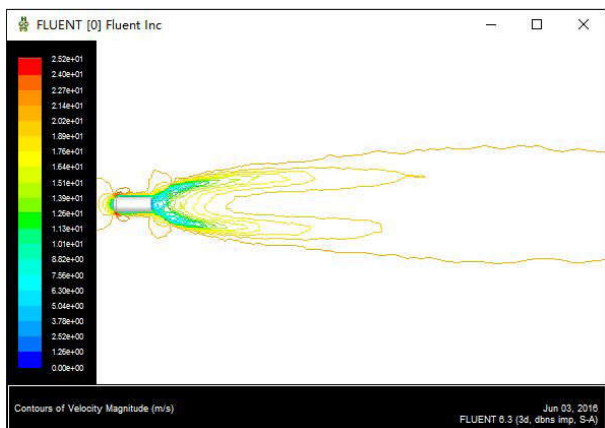 FLUENT [0] Fluent Inc
2.52e+01
2.40e+01
2.27e+01
2.14e+01
2.02e+01
1.89e+01
1.76e+01
1.64e+01
1.51e+01
1.39e+01
1.26e+01
1.13e+01
1.01e+01
8.82e+00
7.56e+00
6.30e+00
5.04e+00
3.78e+00
2.52e+00
1.26e+00
0.00e+00
Contours of Velocity Magnitude (m/s)
Jun 03, 2016
FLUENT 6.3 (3d, dbns imp, S-A)